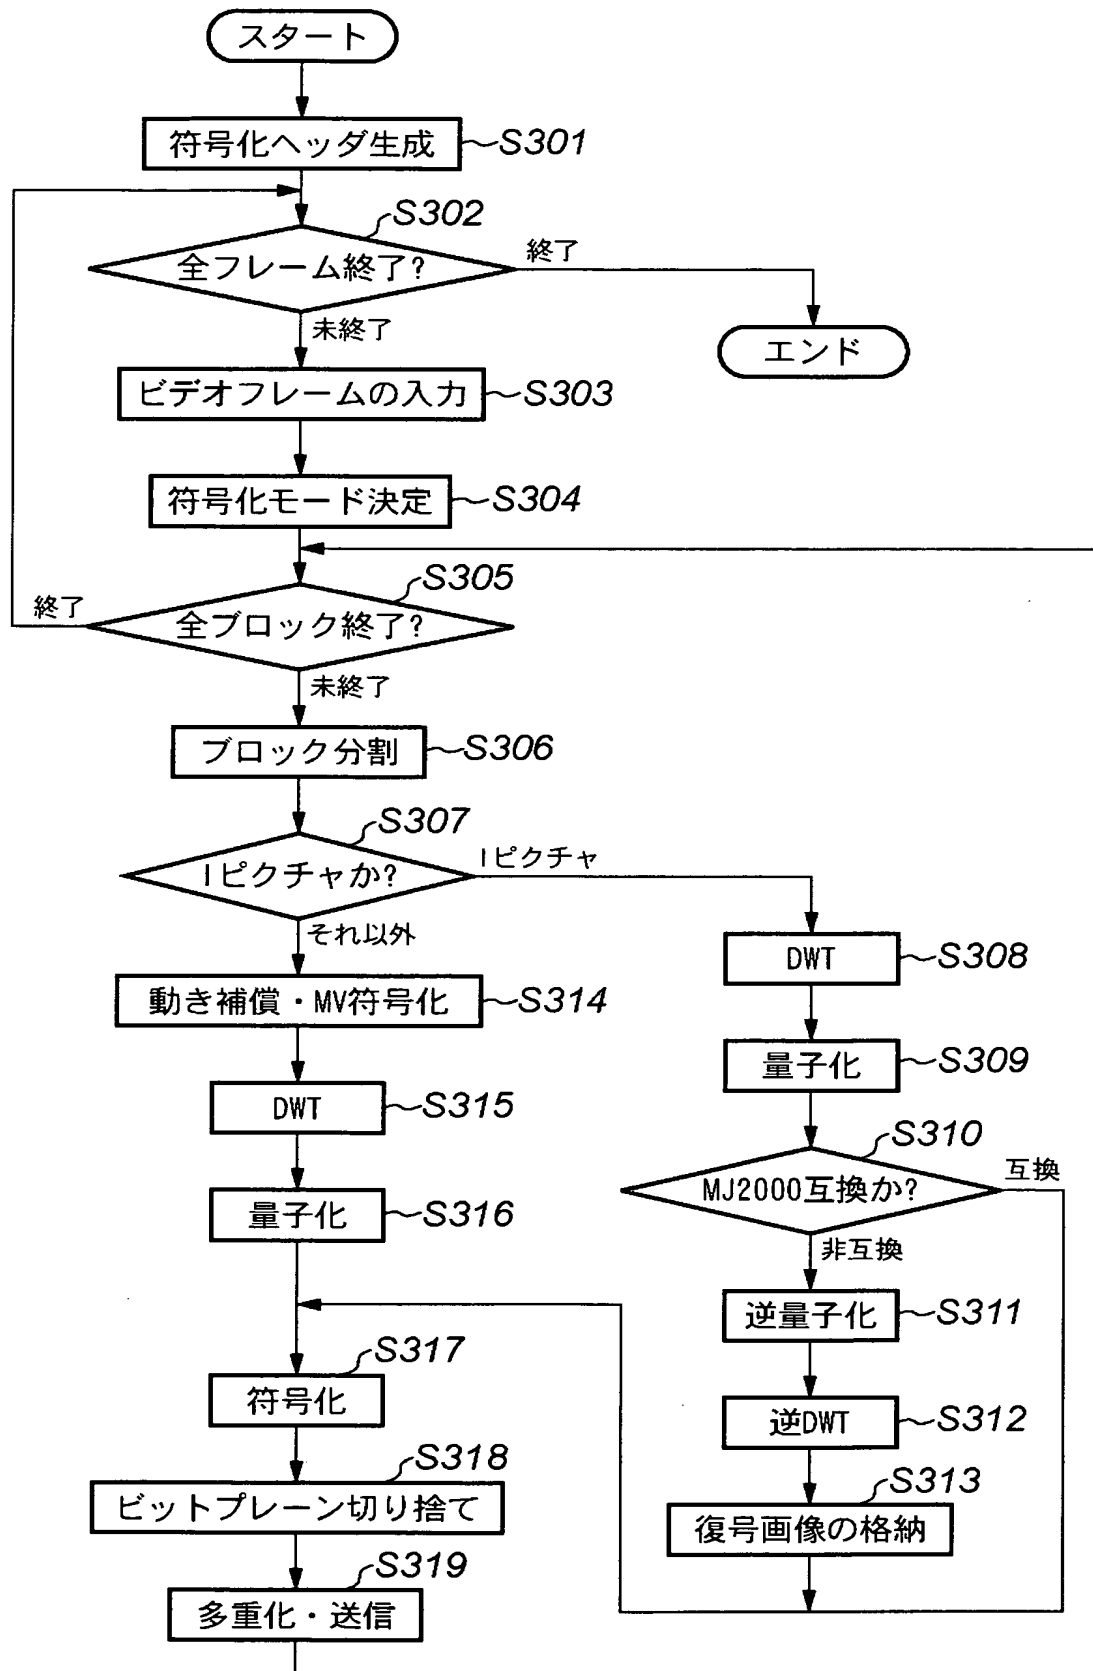 スタート
符号化ヘッダ生成 S301
S302
全フレーム終了? 終了
未終了
エンド
ビデオフレームの入力 S303
符号化モード決定 S304
S305
終了 全ブロック終了?
未終了
ブロック分割 S306
S307
Iピクチャか? Iピクチャ
それ以外
DWT S308
動き補償・MV符号化 S314
量子化 S309
DWT S315
S310
MJ2000互換か? 互換
量子化 S316
非互換
逆量子化 S311
S317
符号化
逆DWT S312
S318
ビットプレーン切り捨て
S313
復号画像の格納
S319
多重化・送信